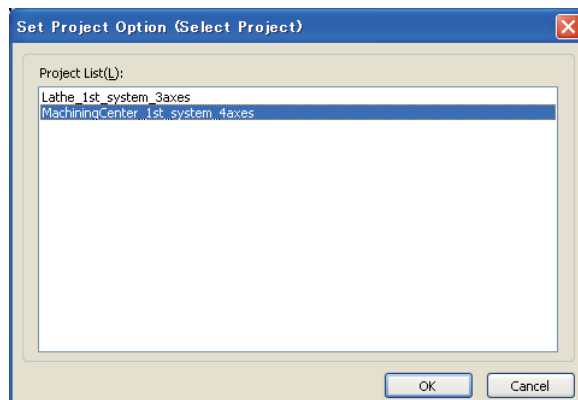 Set Project Option (Select Project)
Project List(L):
Lathe_1st_system_3axes
MachiningCenter_1st_system_4axes
OK
Cancel